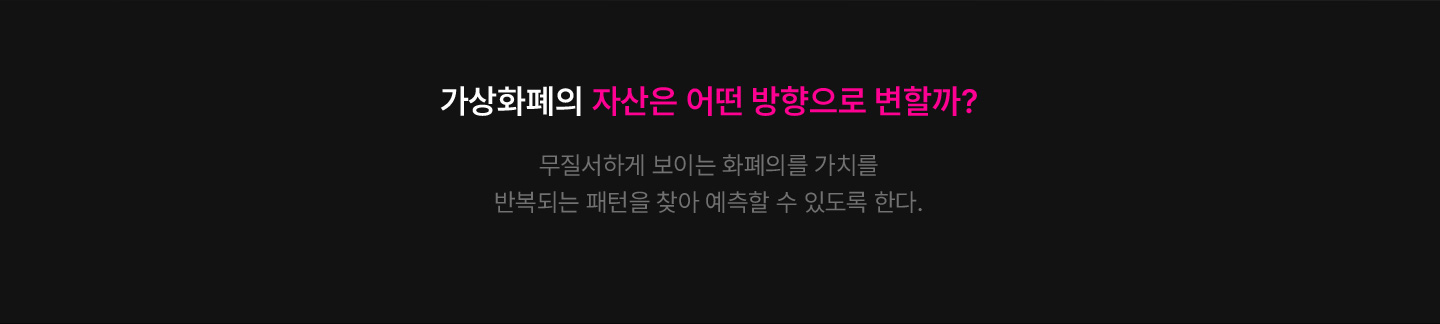 가상화폐의 자산은 어떤 방향으로 변할까?
무질서하게 보이는 화폐의를 가치를
반복되는 패턴을 찾아 예측할 수 있도록 한다.